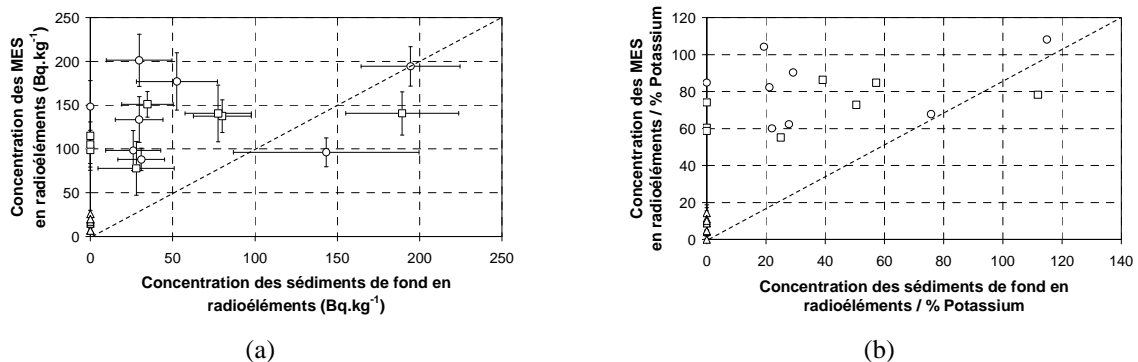 250
200
150
100
50
0
0 50 100 150 200 250
Concentration des MES
en radioéléments (Bq.kg-1)
Concentration des sédiments de fond en
radioéléments (Bq.kg-1)
(a)
120
100
80
60
40
20
0
0 20 40 60 80 100 120 140
Concentration des MES
en radioéléments / % Potassium
Concentration des sédiments de fond en
radioéléments / % Potassium
(b)